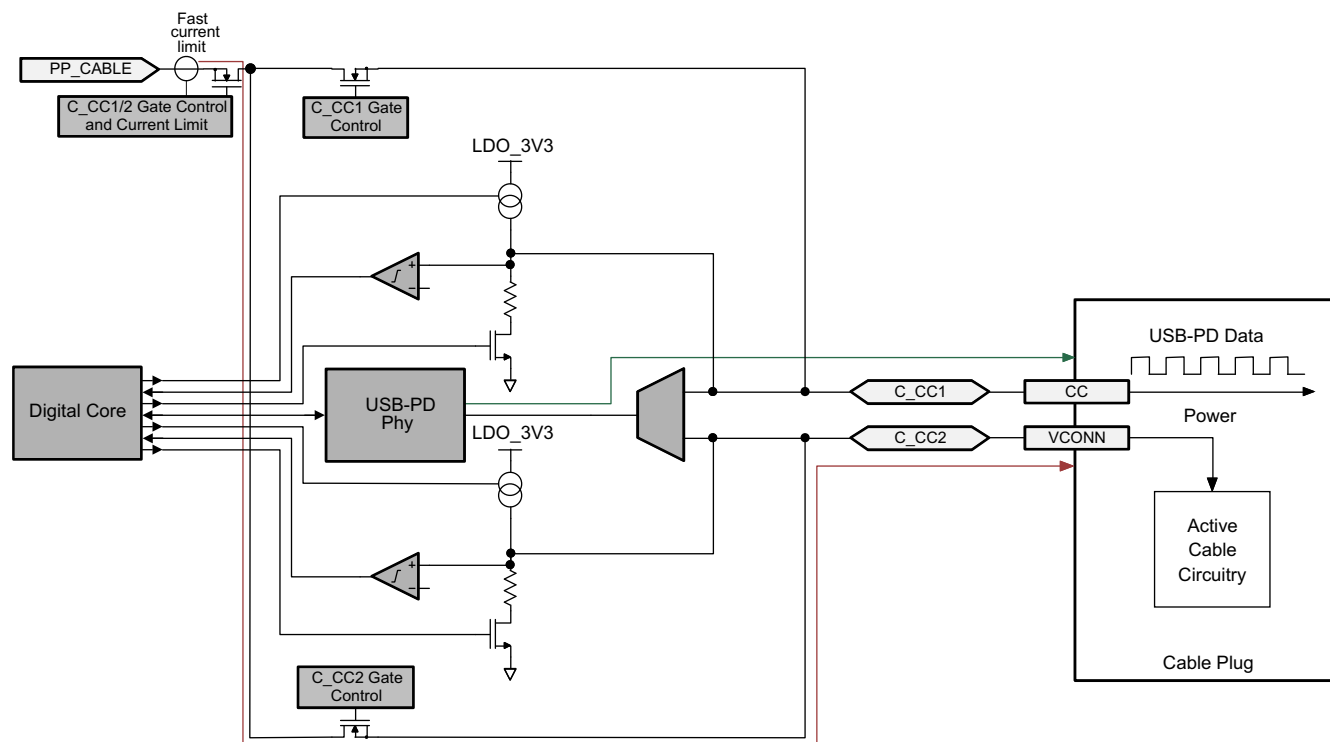 Fast
current
limit
PP_CABLE
C_CC1/2 Gate Control
and Current Limit
C_CC1 Gate
Control
LDO_3V3
+
−
Digital Core
USB-PD
Phy
LDO_3V3
+
−
C_CC2 Gate
Control
C_CC1
C_CC2
CC
VCONN
USB-PD Data
Power
Active
Cable
Circuitry
Cable Plug